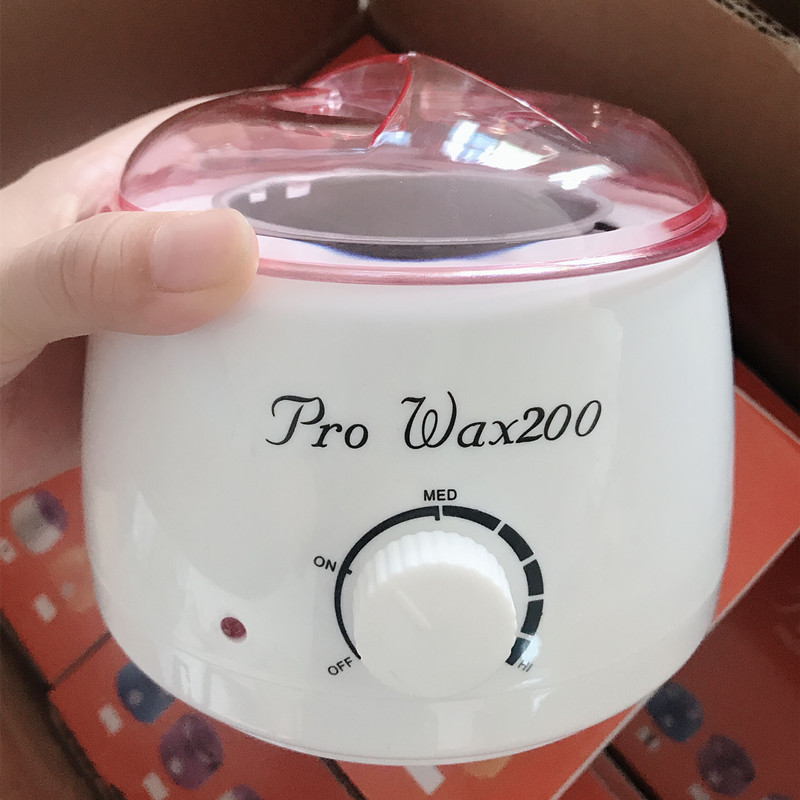 Pro Wax200
MED
ON
OFF
HI